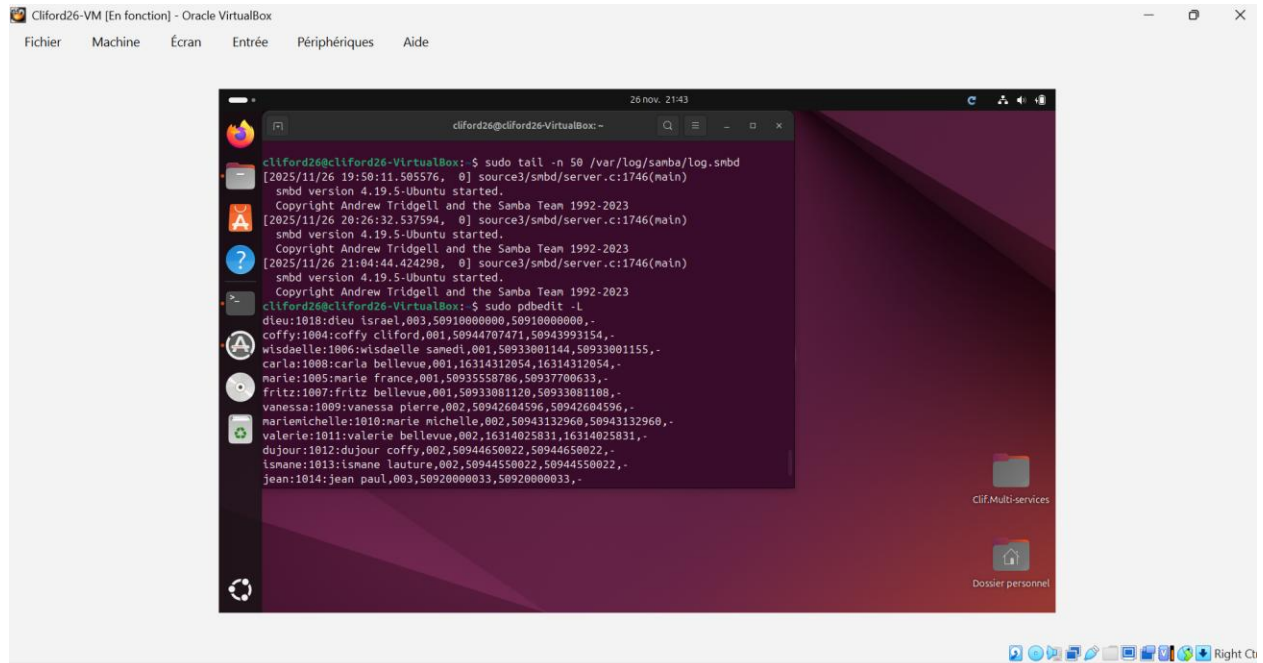 Cliford26-VM [En fonction] - Oracle VirtualBox
Fichier Machine Écran Entrée Périphériques Aide
26 nov. 21:43
cliford26@cliford26-VirtualBox: ~
cliford26@cliford26-VirtualBox:~$ sudo tail -n 50 /var/log/samba/log.smbd
[2025/11/26 19:50:11.505576, 0] source3/smbd/server.c:1746(main)
smbd version 4.19.5-Ubuntu started.
Copyright Andrew Tridgell and the Samba Team 1992-2023
[2025/11/26 20:26:32.537594, 0] source3/smbd/server.c:1746(main)
smbd version 4.19.5-Ubuntu started.
Copyright Andrew Tridgell and the Samba Team 1992-2023
[2025/11/26 21:04:44.424298, 0] source3/smbd/server.c:1746(main)
smbd version 4.19.5-Ubuntu started.
Copyright Andrew Tridgell and the Samba Team 1992-2023
cliford26@cliford26-VirtualBox:~$ sudo pdbedit -L
dieu:1018:dieu israel,003,50910000000,50910000000,-
coffy:1004:coffy cliford,001,50944707471,50943993154,-
wisdaelle:1006:wisdaelle samedi,001,50933001144,50933001155,-
carla:1008:carla bellevue,001,16314312054,16314312054,-
marie:1005:marie france,001,50935558786,50937700633,-
fritz:1007:fritz bellevue,001,50933081120,50933081108,-
vanessa:1009:vanessa pierre,002,50942604596,50942604596,-
mariemichelle:1010:marie michelle,002,50943132960,50943132960,-
valerie:1011:valerie bellevue,002,16314025831,16314025831,-
dujour:1012:dujour coffy,002,50944650022,50944650022,-
ismane:1013:ismane lauture,002,50944550022,50944550022,-
jean:1014:jean paul,003,50920000033,50920000033,-
Clif.Multi-services
Dossier personnel
Right